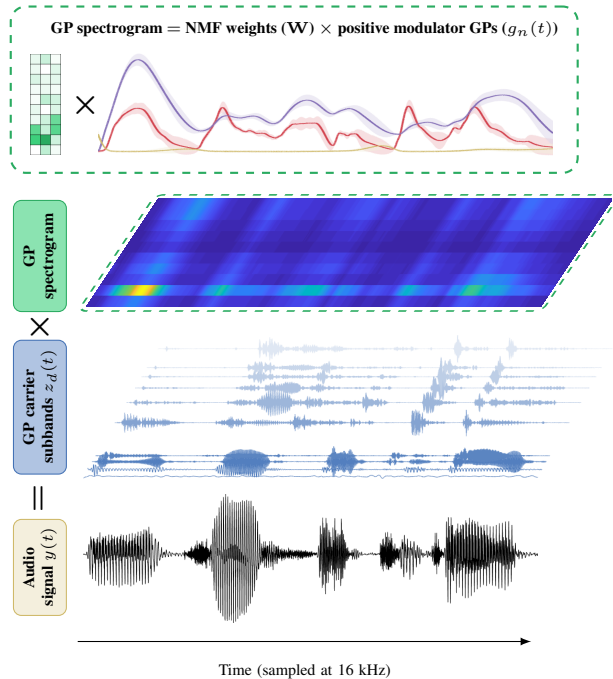 GP spectrogram = NMF weights (W) × positive modulator GPs (gₙ(t))
×
GP
spectrogram
×
GP carrier
subbands z_d(t)
=
Audio
signal y(t)
Time (sampled at 16 kHz)